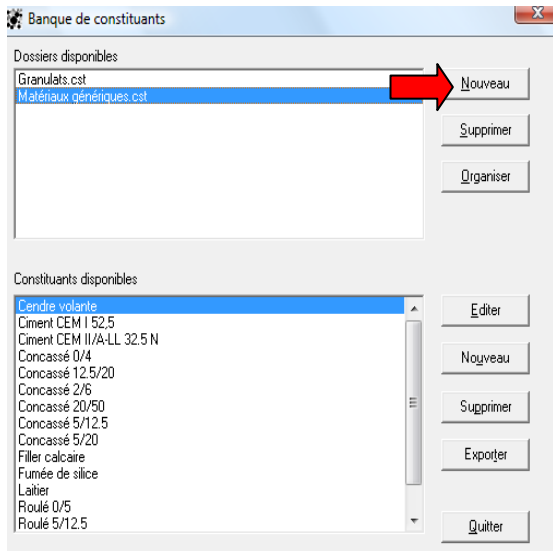 Banque de constituants
Dossiers disponibles
Granulats.cst
Matériaux génériques.cst
Nouveau
Supprimer
Organiser
Constituants disponibles
Cendre volante
Ciment CEM I 52,5
Ciment CEM II/A-LL 32.5 N
Concassé 0/4
Concassé 12.5/20
Concassé 2/6
Concassé 20/50
Concassé 5/12.5
Concassé 5/20
Filler calcaire
Fumée de silice
Laitier
Roulé 0/5
Roulé 5/12.5
Editer
Nouveau
Supprimer
Exporter
Quitter